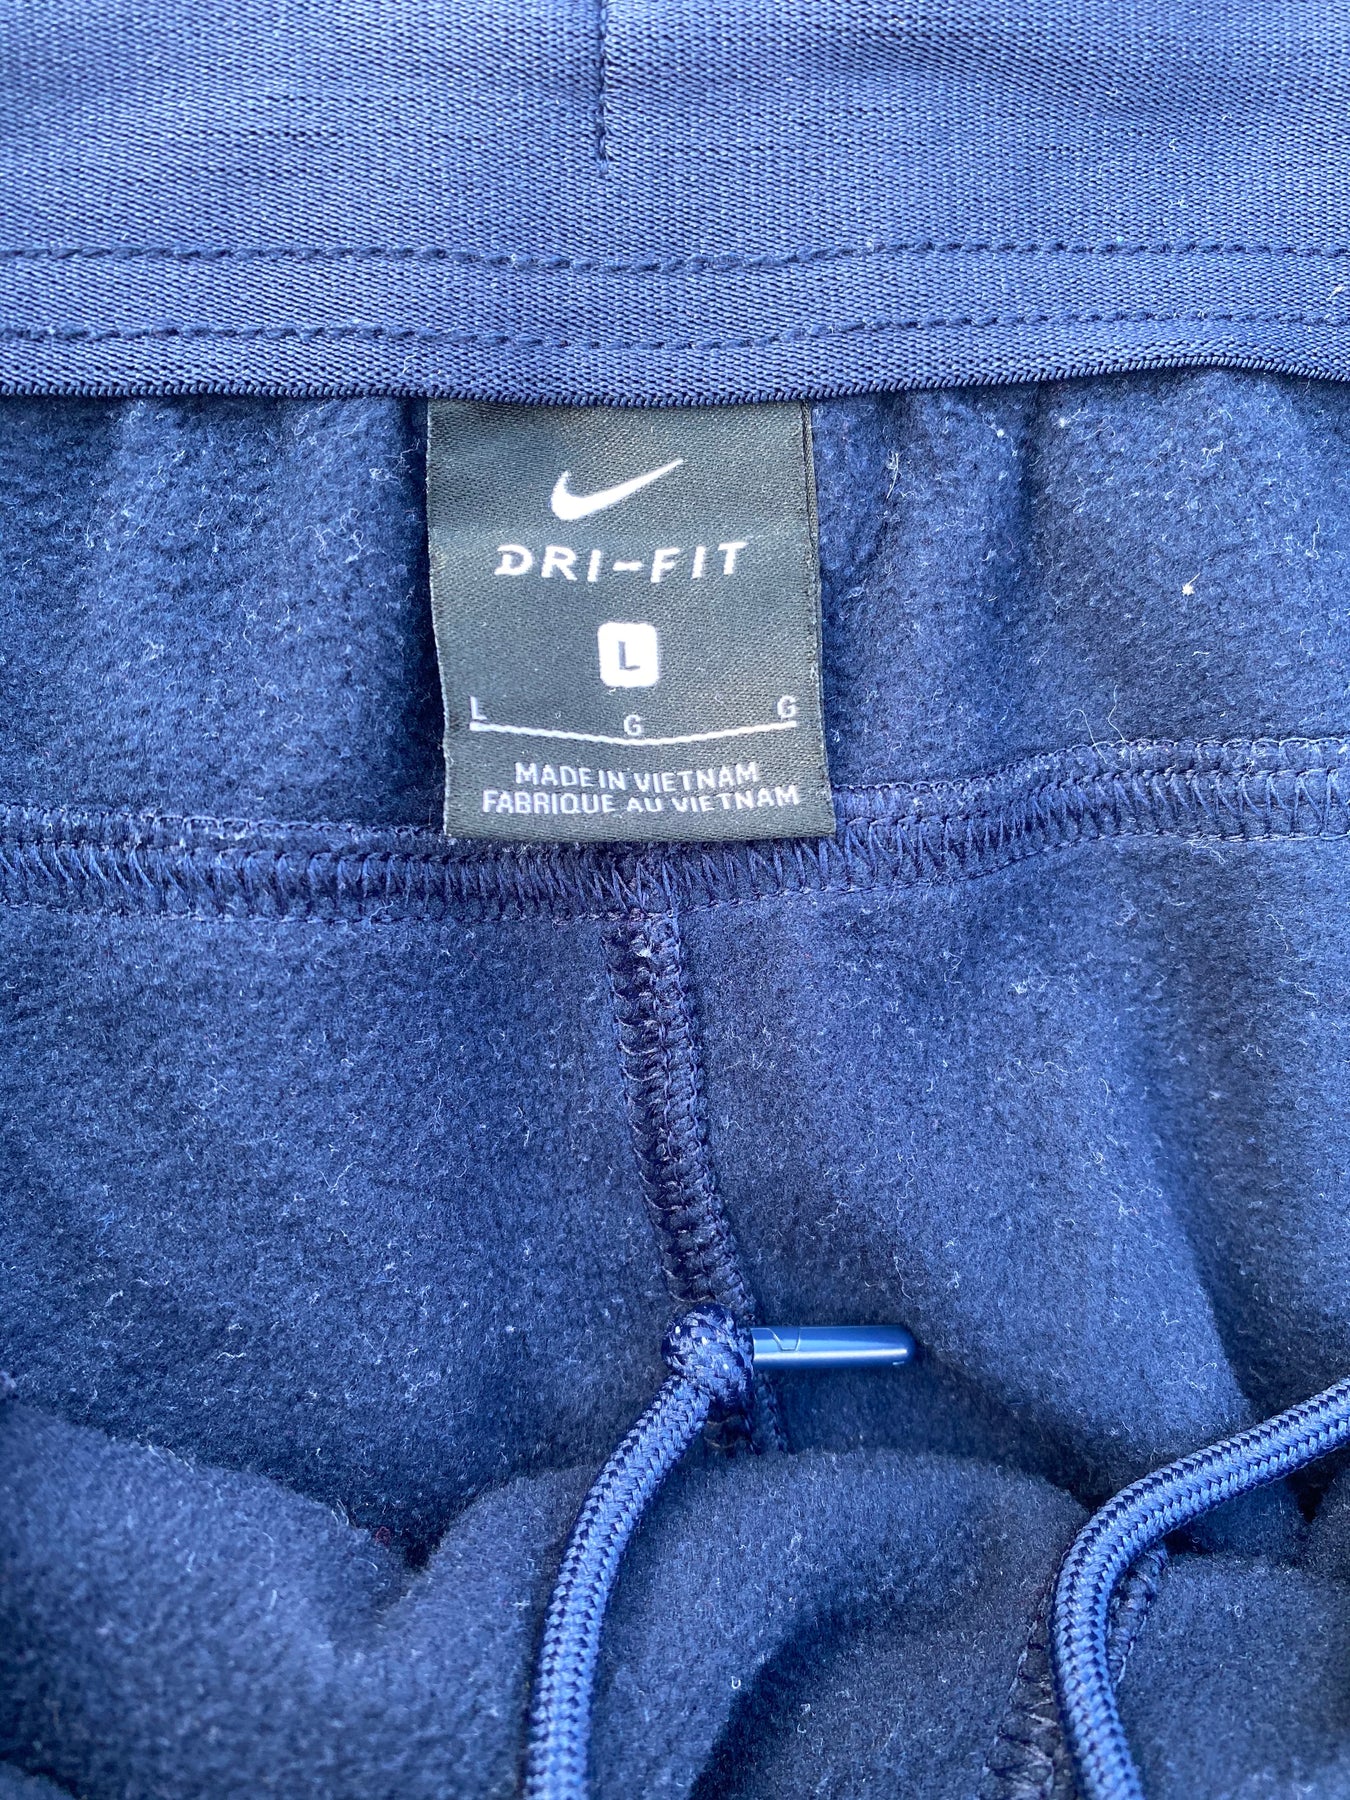 DRI-FIT
L
L G G
MADE IN VIETNAM
FABRIQUE AU VIETNAM